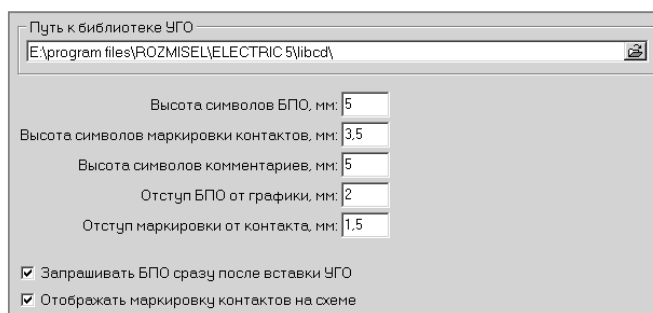 Путь к библиотеке УГО
E:\program files\ROZMISEL\ELECTRIC 5\libcd\
Высота символов БПО, мм: 5
Высота символов маркировки контактов, мм: 3,5
Высота символов комментариев, мм: 5
Отступ БПО от графики, мм: 2
Отступ маркировки от контакта, мм: 1,5
Запрашивать БПО сразу после вставки УГО
Отображать маркировку контактов на схеме